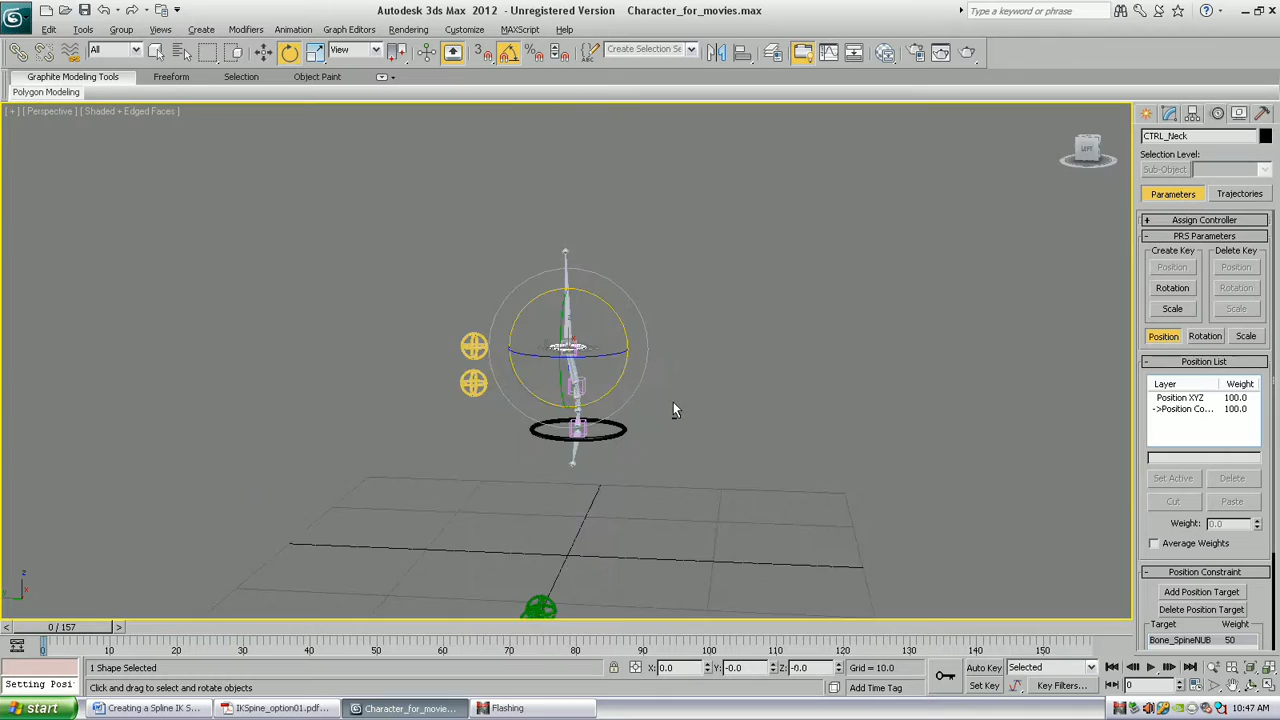 Autodesk 3ds Max 2012 - Unregistered Version Character_for_movies.max
Type a keyword or phrase
Edit Tools Group Views Create Modifiers Animation Graph Editors Rendering Customize MAXScript Help
All View Create Selection Se
Graphite Modeling Tools Freeform Selection Object Paint
Polygon Modeling
[ + ] [ Perspective ] [ Shaded + Edged Faces ]
LEFT
CTRL_Neck
Selection Level:
Sub-Object
Parameters Trajectories
+ Assign Controller
- PRS Parameters
Create Key Delete Key
Position Position
Rotation Rotation
Scale Scale
Position Rotation Scale
- Position List
Layer Weight
Position XYZ 100.0
->Position Co... 100.0
Set Active Delete
Cut Paste
Weight: 0.0
Average Weights
- Position Constraint
Add Position Target
Delete Position Target
Target Weight
Bone_SpineNUB 50
z
x
< 0 / 157 >
0 10 20 30 40 50 60 70 80 90 100 110 120 130 140 150
1 Shape Selected X: 0.0 Y: -0.0 Z: -0.0 Grid = 10.0 Auto Key Selected
Setting Posi Click and drag to select and rotate objects Add Time Tag Set Key Key Filters... 0
start Creating a Spline IK S... IKSpine_option01.pdf... Character_for_movie... Flashing 10:47 AM